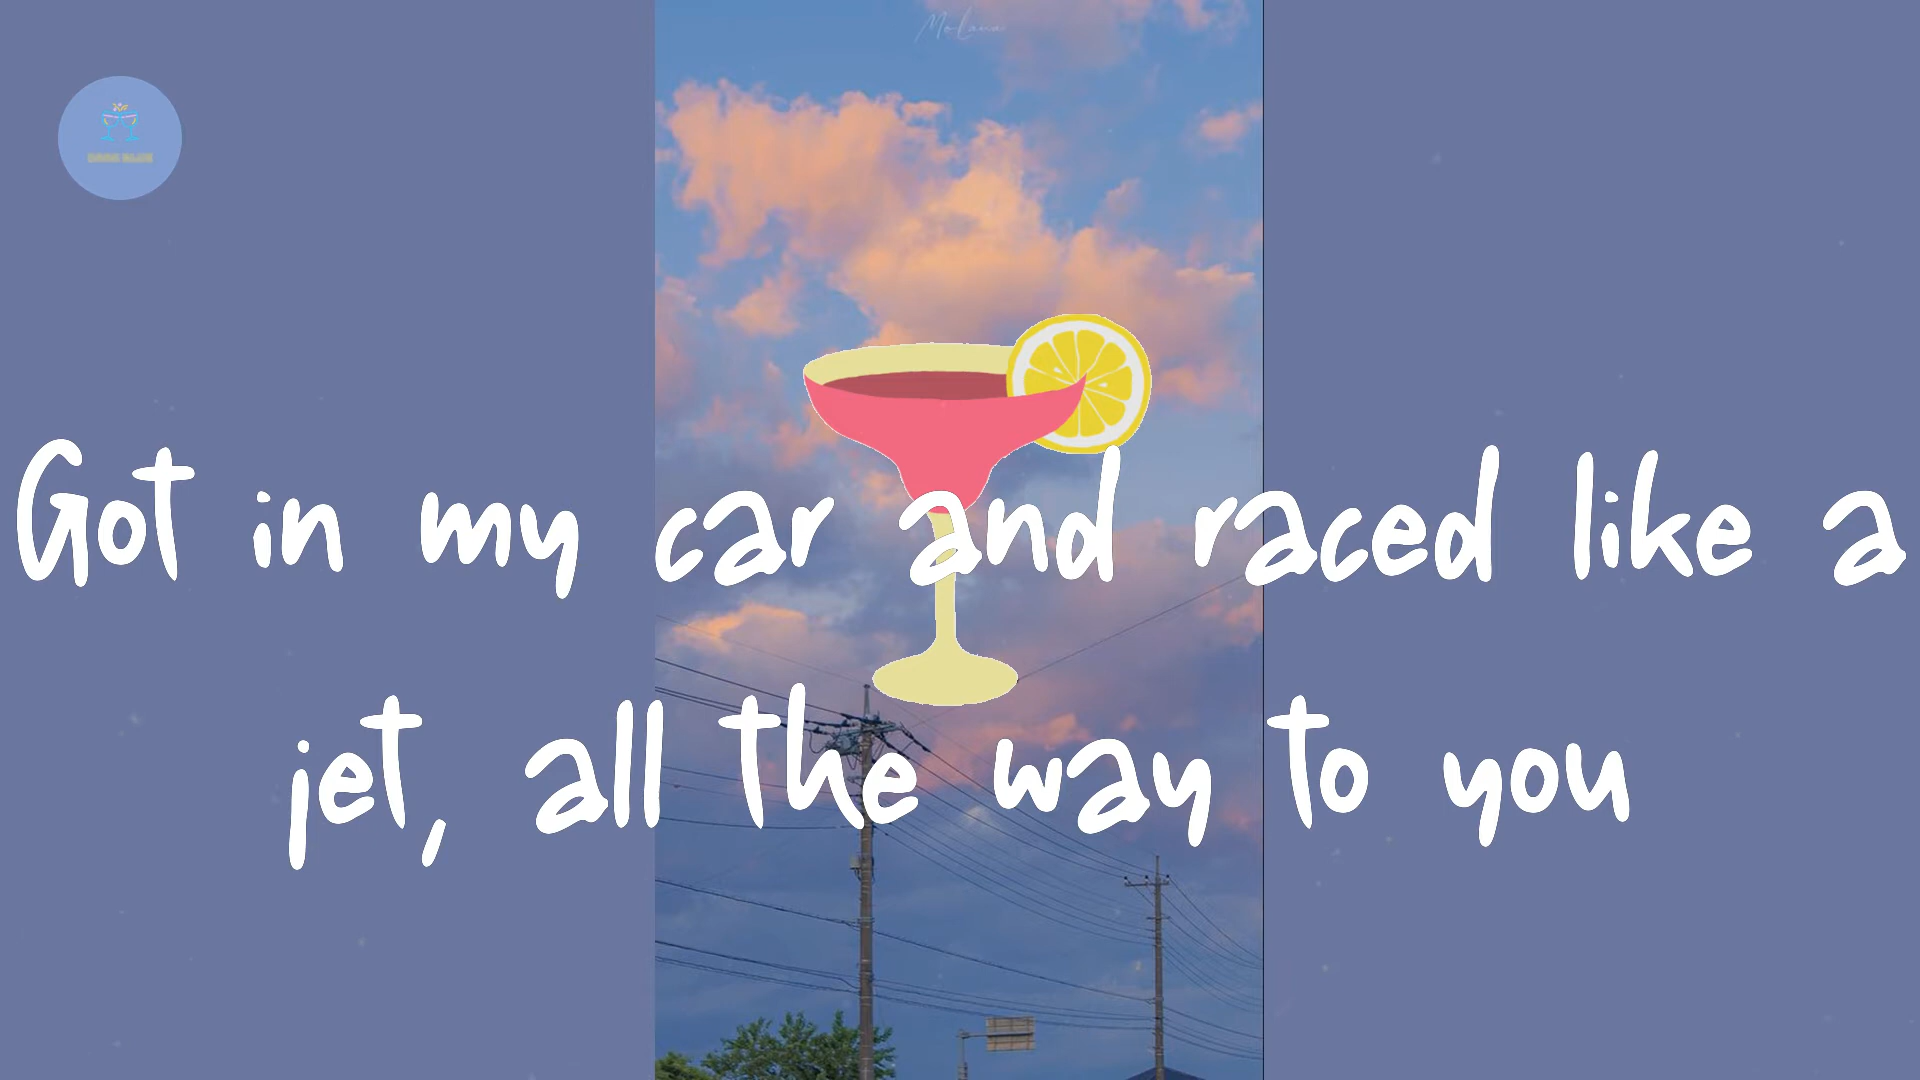 Got in my car and raced like a
jet, all the way to you